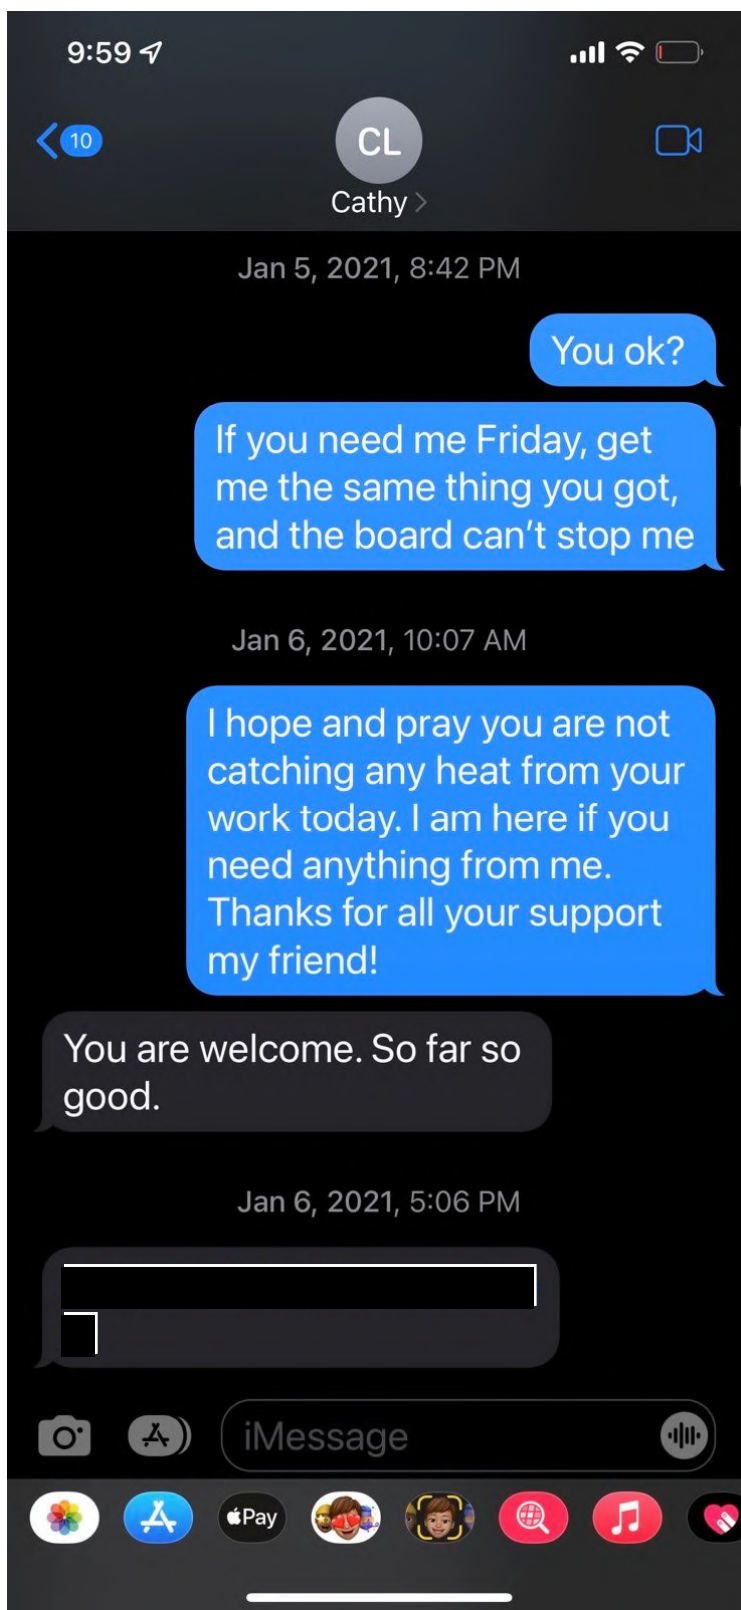 9:59
10
CL
Cathy
Jan 5, 2021, 8:42 PM
You ok?
If you need me Friday, get
me the same thing you got,
and the board can't stop me
Jan 6, 2021, 10:07 AM
I hope and pray you are not
catching any heat from your
work today. I am here if you
need anything from me.
Thanks for all your support
my friend!
You are welcome. So far so
good.
Jan 6, 2021, 5:06 PM
iMessage
Pay